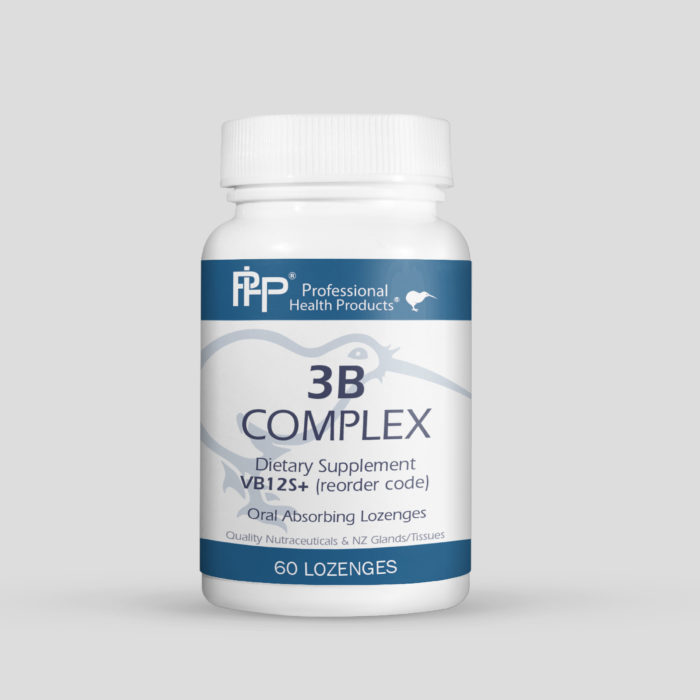 PHP® Professional
Health Products®
3B
COMPLEX
Dietary Supplement
VB12S+ (reorder code)
Oral Absorbing Lozenges
Quality Nutraceuticals & NZ Glands/Tissues
60 LOZENGES